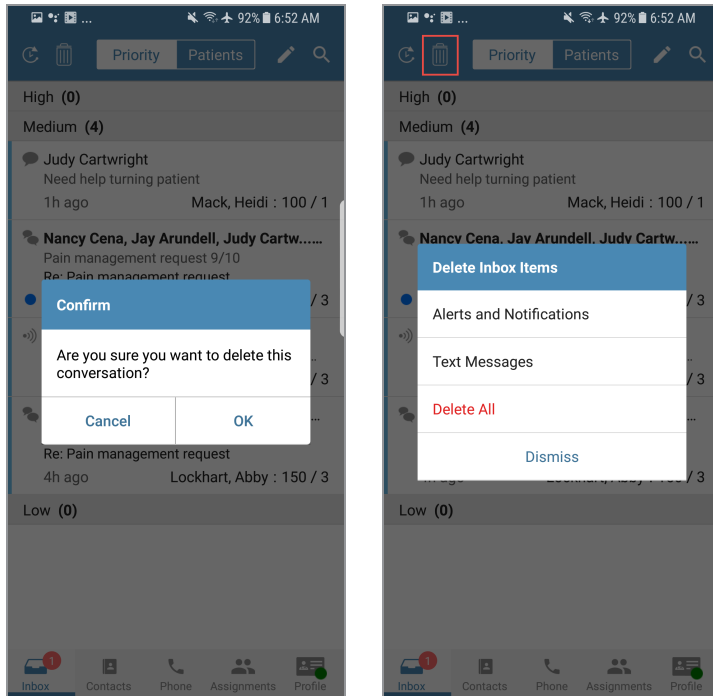 ... 92% 6:52 AM
Priority Patients
High (0)
Medium (4)
Judy Cartwright
Need help turning patient
1h ago Mack, Heidi : 100 / 1
Nancy Cena, Jay Arundell, Judy Cartw......
Pain management request 9/10
Re: Pain management request
/ 3
Confirm
Are you sure you want to delete this
conversation?
..
/ 3
Cancel OK
...
Re: Pain management request
4h ago Lockhart, Abby : 150 / 3
Low (0)
1
Inbox Contacts Phone Assignments Profile
... 92% 6:52 AM
Priority Patients
High (0)
Medium (4)
Judy Cartwright
Need help turning patient
1h ago Mack, Heidi : 100 / 1
Nancy Cena, Jay Arundell, Judy Cartw......
Delete Inbox Items
/ 3
Alerts and Notifications
..
Text Messages
/ 3
Delete All
...
Dismiss
/ 3
Low (0)
1
Inbox Contacts Phone Assignments Profile